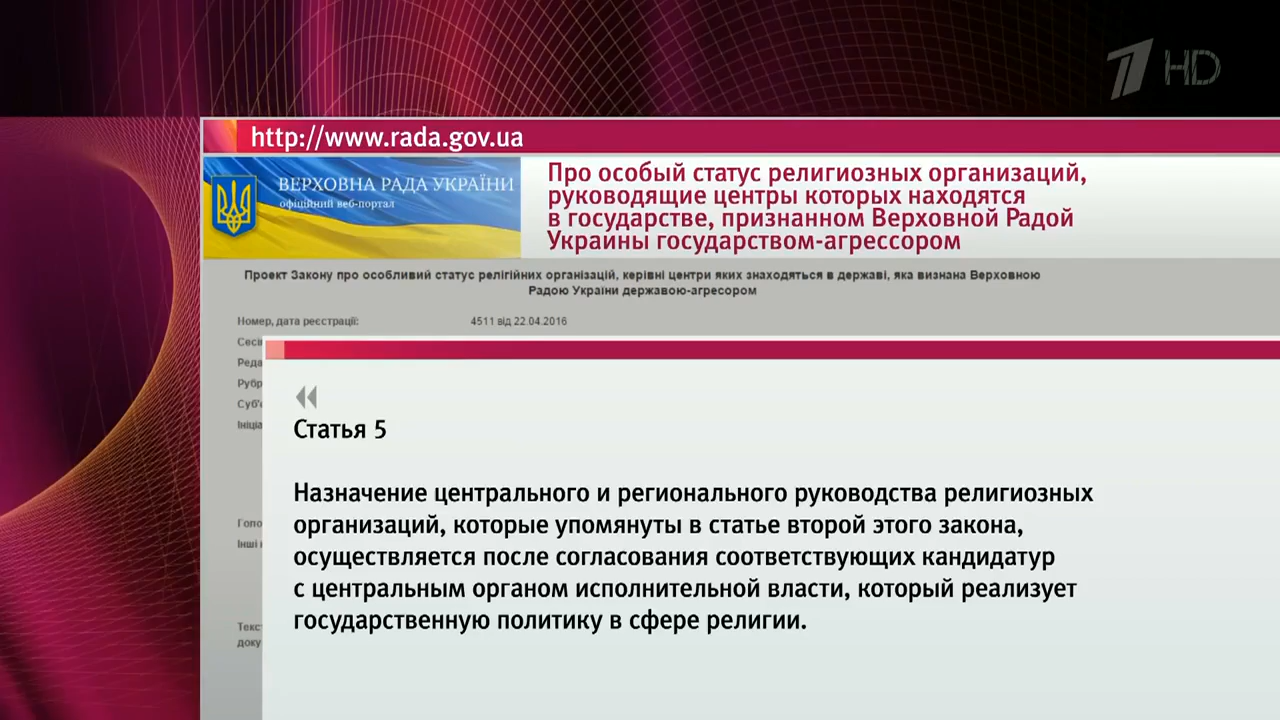 1 HD
http://www.rada.gov.ua
ВЕРХОВНА РАДА УКРАЇНИ
офіційний веб-портал
Про особый статус религиозных организаций,
руководящие центры которых находятся
в государстве, признанном Верховной Радой
Украины государством-агрессором
Проект Закону про особливий статус релігійних організацій, керівні центри яких знаходяться в державі, яка визнана Верховною
Радою України державою-агресором
Номер, дата реєстрації: 4511 від 22.04.2016
Статья 5
Назначение центрального и регионального руководства религиозных
организаций, которые упомянуты в статье второй этого закона,
осуществляется после согласования соответствующих кандидатур
с центральным органом исполнительной власти, который реализует
государственную политику в сфере религии.